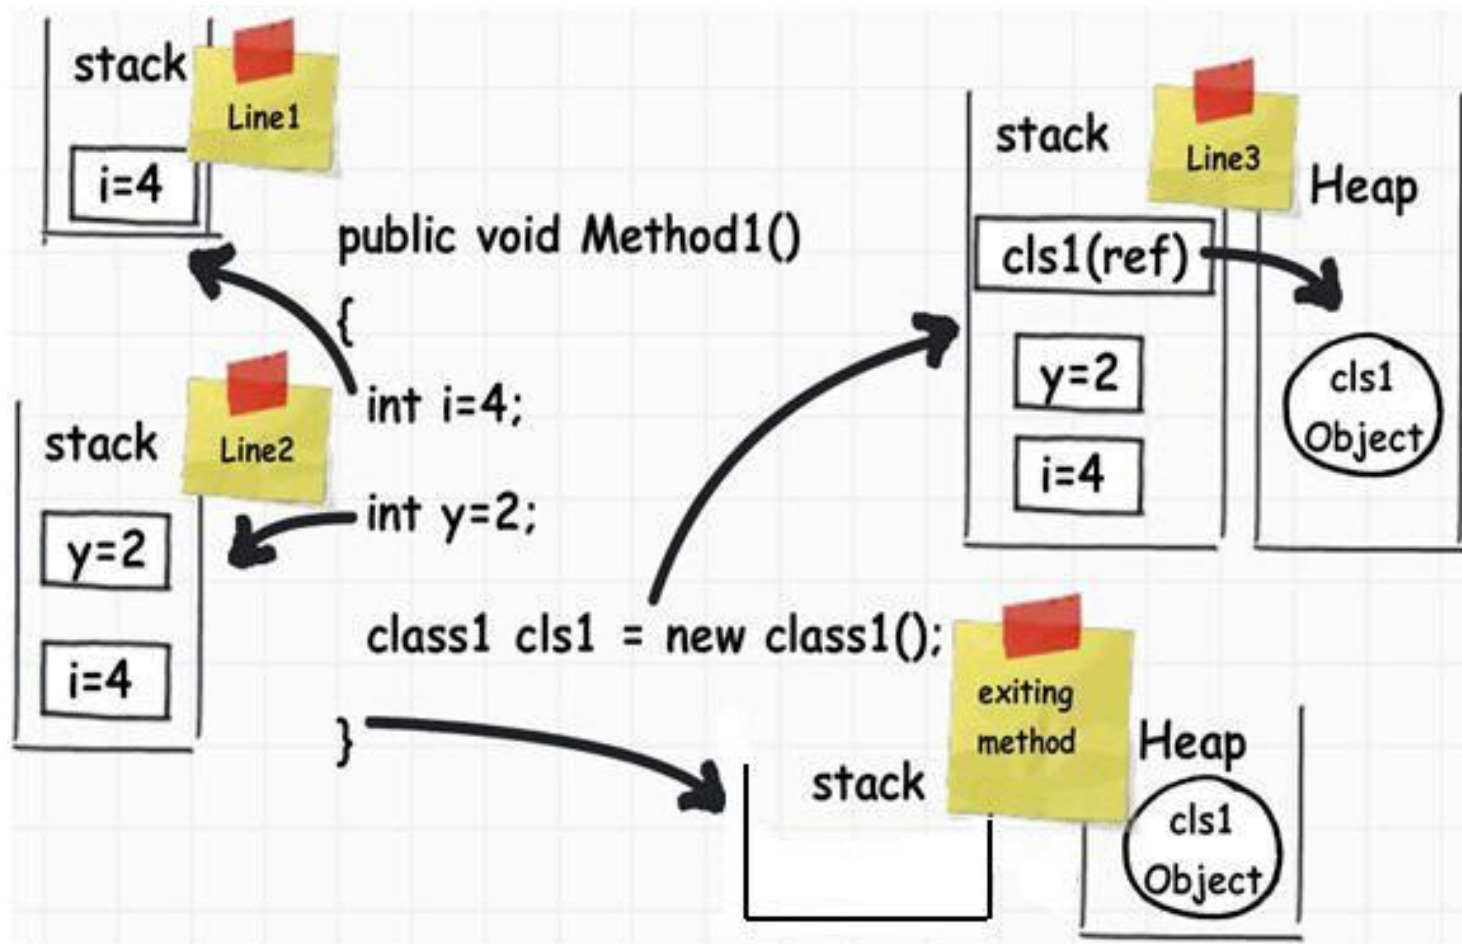 stack
Line1
i=4
public void Method1()
{
int i=4;
stack
Line2
int y=2;
y=2
i=4
class1 cls1 = new class1();
}
stack
Line3
Heap
cls1(ref)
y=2
i=4
cls1
Object
exiting
method
stack
Heap
cls1
Object